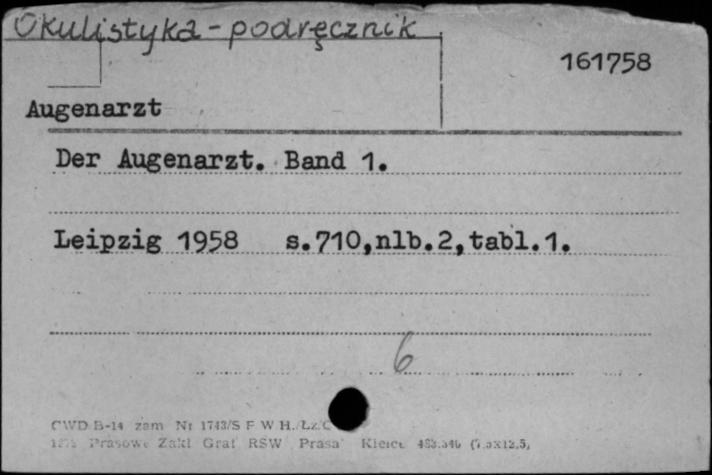 Okulistyka - podręcznik
161758
Augenarzt
Der Augenarzt. Band 1.
Leipzig 1958 s.710,nlb.2,tabl.1.
6
CWD B-14 zam Nr 1743/S F W H.
Prasowe Zakł Graf RSW Prasa Kielce